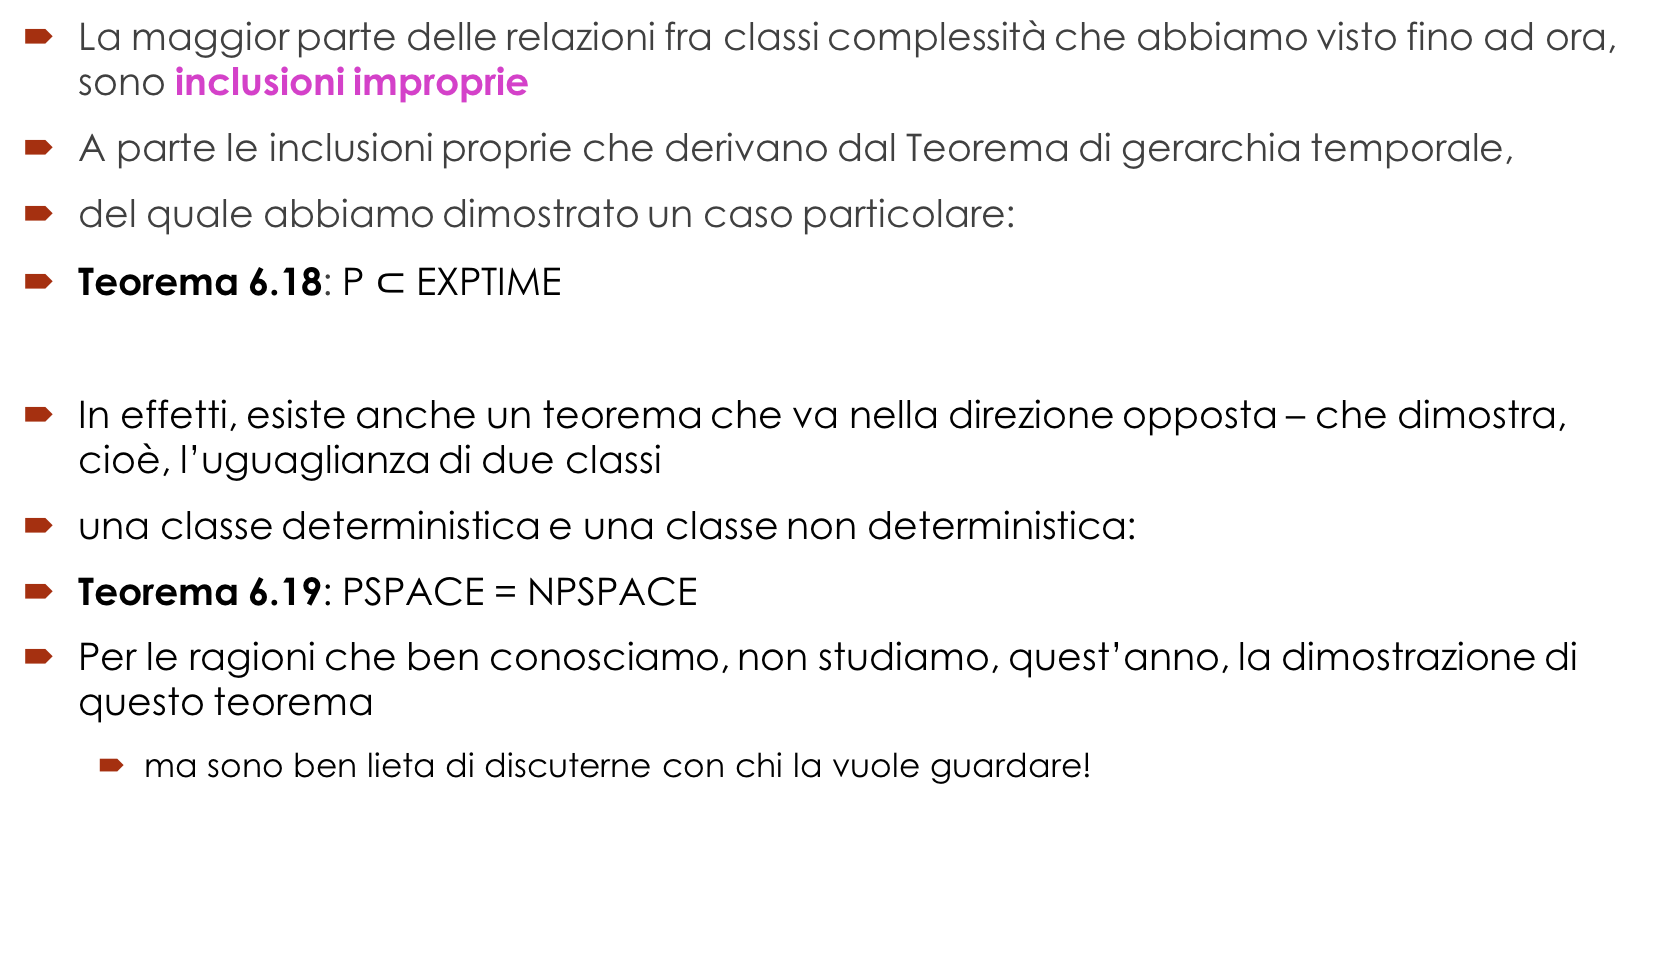 La maggior parte delle relazioni fra classi complessità che abbiamo visto fino ad ora,
sono inclusioni improprie
A parte le inclusioni proprie che derivano dal Teorema di gerarchia temporale,
del quale abbiamo dimostrato un caso particolare:
Teorema 6.18: P ⊂ EXPTIME
In effetti, esiste anche un teorema che va nella direzione opposta – che dimostra,
cioè, l’uguaglianza di due classi
una classe deterministica e una classe non deterministica:
Teorema 6.19: PSPACE = NPSPACE
Per le ragioni che ben conosciamo, non studiamo, quest’anno, la dimostrazione di
questo teorema
ma sono ben lieta di discuterne con chi la vuole guardare!